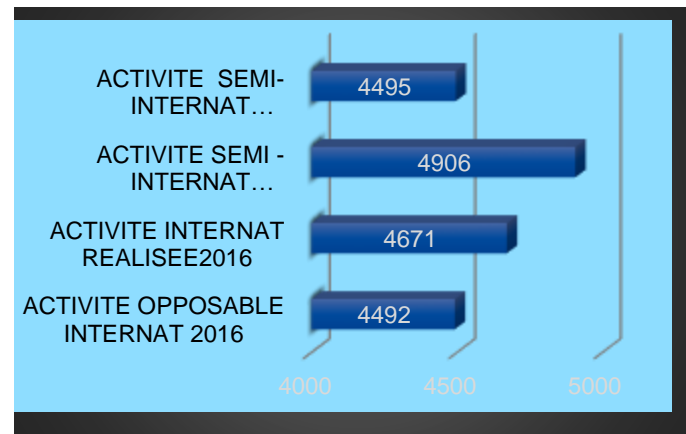 ACTIVITE SEMI-
INTERNAT…
4495
ACTIVITE SEMI -
INTERNAT…
4906
ACTIVITE INTERNAT
REALISEE2016
4671
ACTIVITE OPPOSABLE
INTERNAT 2016
4492
4000 4500 5000